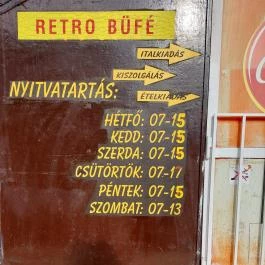 RETRO BÜFÉ
ITALKIADÁS
KISZOLGÁLÁS
NYITVATARTÁS:
ÉTELKIADÁS
HÉTFŐ: 07-15
KEDD: 07-15
SZERDA: 07-15
CSÜTÖRTÖK: 07-17
PÉNTEK: 07-15
SZOMBAT: 07-13